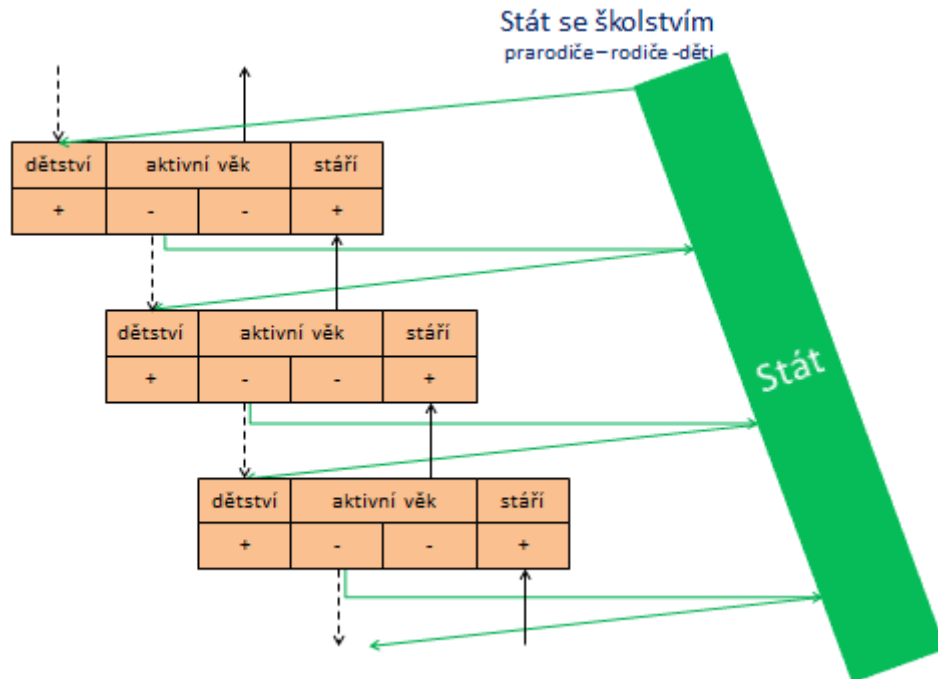 Stát se školstvím
prarodiče – rodiče -děti
dětství aktivní věk stáří
+ - - +
dětství aktivní věk stáří
+ - - +
Stát
dětství aktivní věk stáří
+ - - +